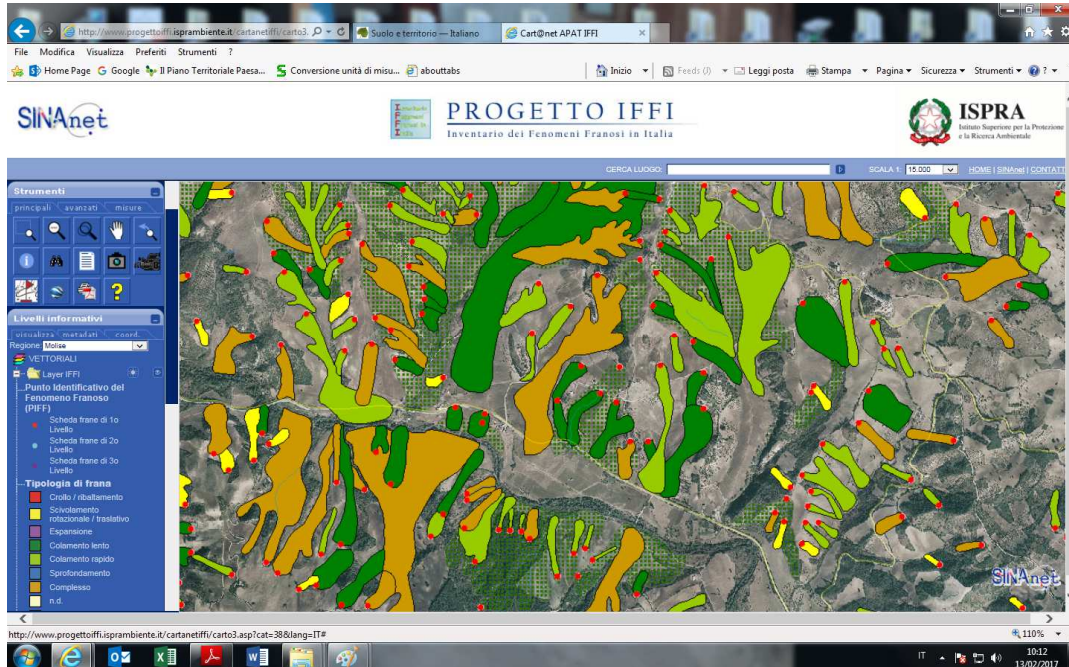 http://www.progettoiffi.isprambiente.it/cartanetiffi/carto3.
Suolo e territorio — Italiano
Cart@net APAT IFFI
File Modifica Visualizza Preferiti Strumenti ?
Home Page Google Il Piano Territoriale Paesa... Conversione unità di misu... abouttabs
Inizio Feeds (J) Leggi posta Stampa Pagina Sicurezza Strumenti ?
SINAnet
PROGETTO IFFI
Inventario dei Fenomeni Franosi in Italia
ISPRA
Istituto Superiore per la Protezione
e la Ricerca Ambientale
CERCA LUOGO: SCALA 1: 15.000 HOME | SINAnet | CONTATT
Strumenti
principali avanzati misure
Livelli informativi
visualizza metadati coord.
Regione: Molise
VETTORIALI
Layer IFFI
Punto Identificativo del
Fenomeno Franoso
(PIFF)
Scheda frane di 1o
Livello
Scheda frane di 2o
Livello
Scheda frane di 3o
Livello
Tipologia di frana
Crollo / ribaltamento
Scivolamento
rotazionale / traslativo
Espansione
Colamento lento
Colamento rapido
Sprofondamento
Complesso
n.d.
SINAnet
http://www.progettoiffi.isprambiente.it/cartanetiffi/carto3.asp?cat=38&lang=IT#
110%
IT 10:12
13/02/2017